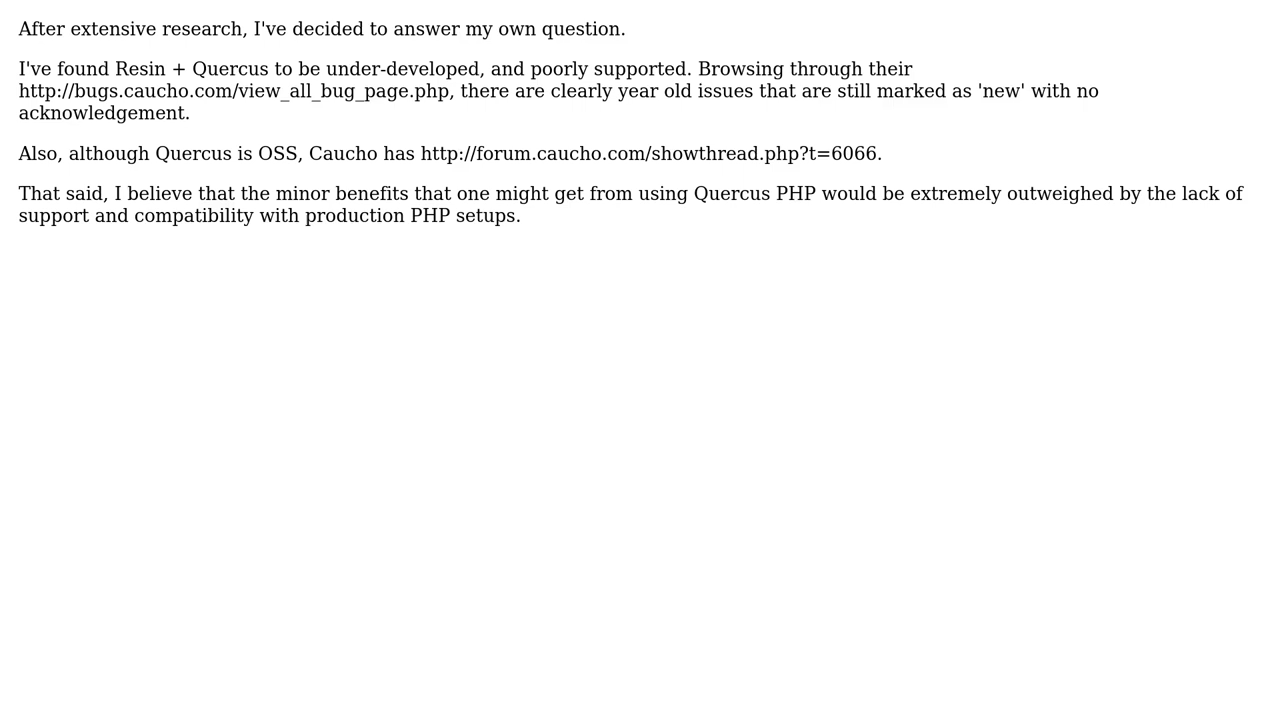 After extensive research, I've decided to answer my own question.
I've found Resin + Quercus to be under-developed, and poorly supported. Browsing through their
http://bugs.caucho.com/view_all_bug_page.php, there are clearly year old issues that are still marked as 'new' with no
acknowledgement.
Also, although Quercus is OSS, Caucho has http://forum.caucho.com/showthread.php?t=6066.
That said, I believe that the minor benefits that one might get from using Quercus PHP would be extremely outweighed by the lack of
support and compatibility with production PHP setups.